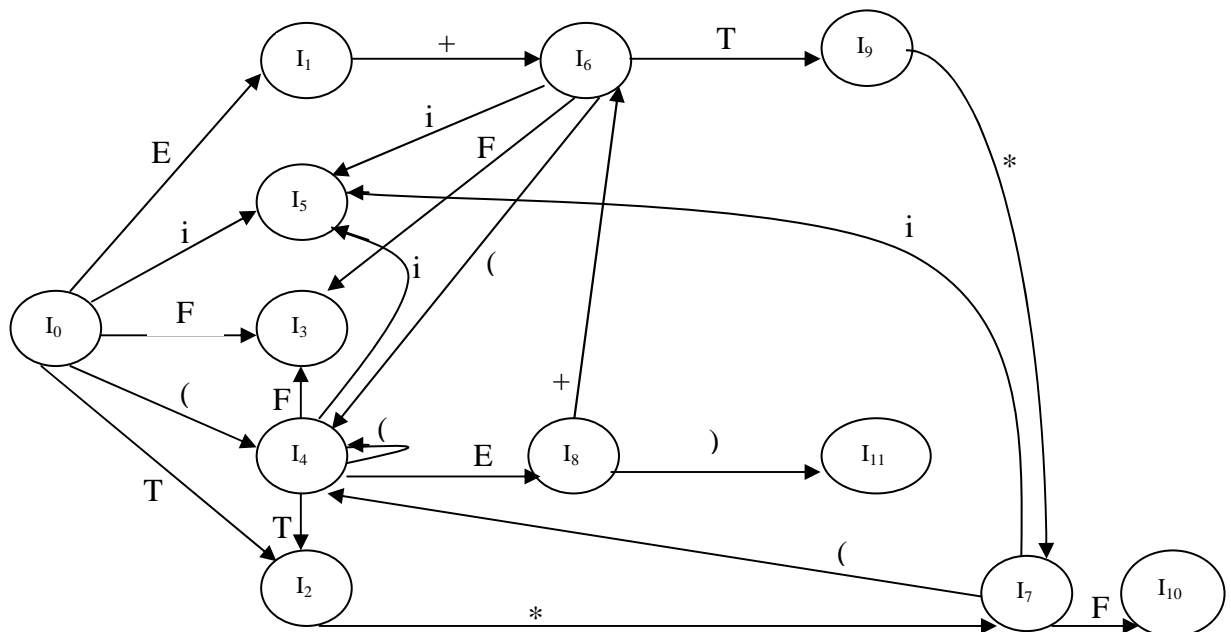 I₁ + I₆ T I₉
i
E F *
I₅
i i
i (
F
I₀ I₃
( F + 
( )
I₄ E I₈ I₁₁
T T
(
I₂ I₇ F I₁₀
*